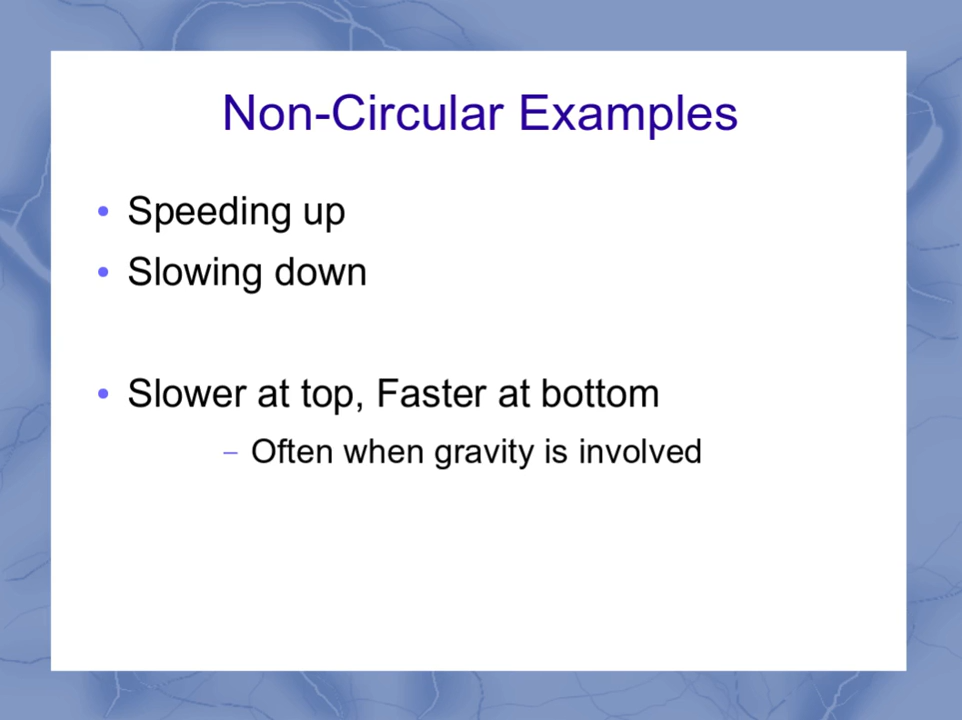 Non-Circular Examples
• Speeding up
• Slowing down
• Slower at top, Faster at bottom
– Often when gravity is involved